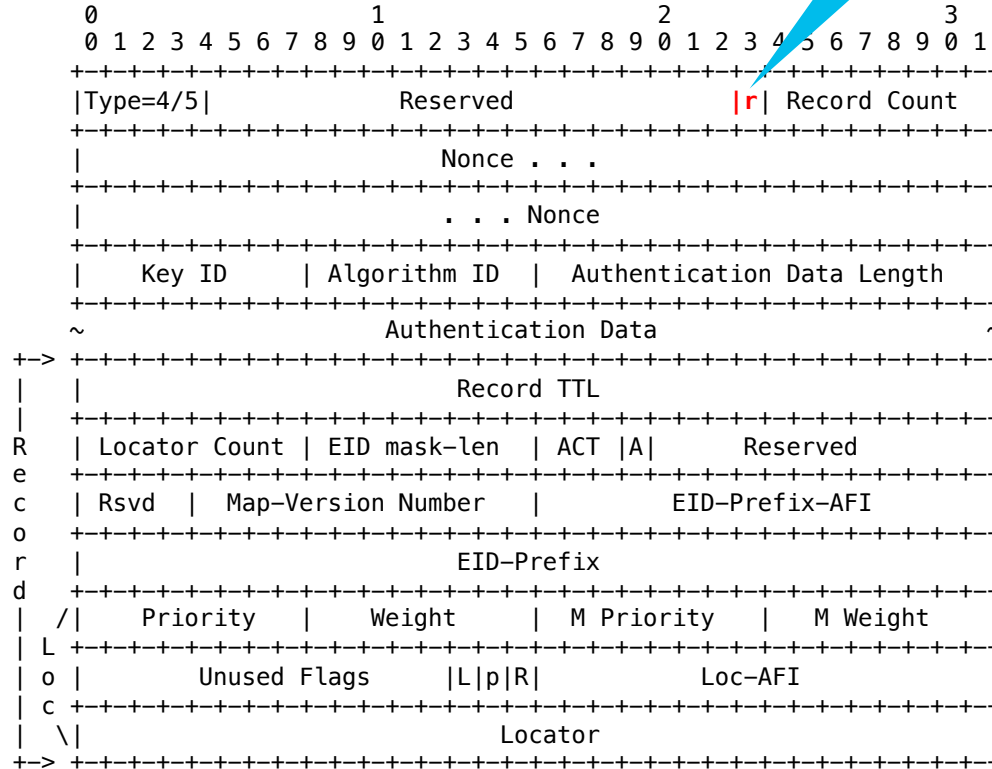 0                   1                   2                   3
 0 1 2 3 4 5 6 7 8 9 0 1 2 3 4 5 6 7 8 9 0 1 2 3 4 5 6 7 8 9 0 1
+-+-+-+-+-+-+-+-+-+-+-+-+-+-+-+-+-+-+-+-+-+-+-+-+-+-+-+-+-+-+-+-
|Type=4/5|             Reserved               |r| Record Count
+-+-+-+-+-+-+-+-+-+-+-+-+-+-+-+-+-+-+-+-+-+-+-+-+-+-+-+-+-+-+-+-
|                         Nonce . . .
+-+-+-+-+-+-+-+-+-+-+-+-+-+-+-+-+-+-+-+-+-+-+-+-+-+-+-+-+-+-+-+-
|                         . . . Nonce
+-+-+-+-+-+-+-+-+-+-+-+-+-+-+-+-+-+-+-+-+-+-+-+-+-+-+-+-+-+-+-+-
|    Key ID     | Algorithm ID  |  Authentication Data Length
+-+-+-+-+-+-+-+-+-+-+-+-+-+-+-+-+-+-+-+-+-+-+-+-+-+-+-+-+-+-+-+-
~                     Authentication Data                       ~
+-> +-+-+-+-+-+-+-+-+-+-+-+-+-+-+-+-+-+-+-+-+-+-+-+-+-+-+-+-+-+-+-+-
|   |                          Record TTL
|   +-+-+-+-+-+-+-+-+-+-+-+-+-+-+-+-+-+-+-+-+-+-+-+-+-+-+-+-+-+-+-+-
R   | Locator Count | EID mask-len  | ACT |A|      Reserved
e   +-+-+-+-+-+-+-+-+-+-+-+-+-+-+-+-+-+-+-+-+-+-+-+-+-+-+-+-+-+-+-+-
c   | Rsvd  |  Map-Version Number   |         EID-Prefix-AFI
o   +-+-+-+-+-+-+-+-+-+-+-+-+-+-+-+-+-+-+-+-+-+-+-+-+-+-+-+-+-+-+-+-
r   |                          EID-Prefix
d   +-+-+-+-+-+-+-+-+-+-+-+-+-+-+-+-+-+-+-+-+-+-+-+-+-+-+-+-+-+-+-+-
|  /|    Priority   |    Weight     |  M Priority   |   M Weight
| L +-+-+-+-+-+-+-+-+-+-+-+-+-+-+-+-+-+-+-+-+-+-+-+-+-+-+-+-+-+-+-+-
| o |        Unused Flags     |L|p|R|           Loc-AFI
| c +-+-+-+-+-+-+-+-+-+-+-+-+-+-+-+-+-+-+-+-+-+-+-+-+-+-+-+-+-+-+-+-
|  \|                             Locator
+-> +-+-+-+-+-+-+-+-+-+-+-+-+-+-+-+-+-+-+-+-+-+-+-+-+-+-+-+-+-+-+-+-